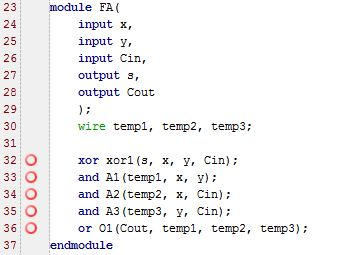 23 module FA(
24 input x,
25 input y,
26 input Cin,
27 output s,
28 output Cout
29 );
30 wire temp1, temp2, temp3;
31
32 xor xor1(s, x, y, Cin);
33 and A1(temp1, x, y);
34 and A2(temp2, x, Cin);
35 and A3(temp3, y, Cin);
36 or O1(Cout, temp1, temp2, temp3);
37 endmodule